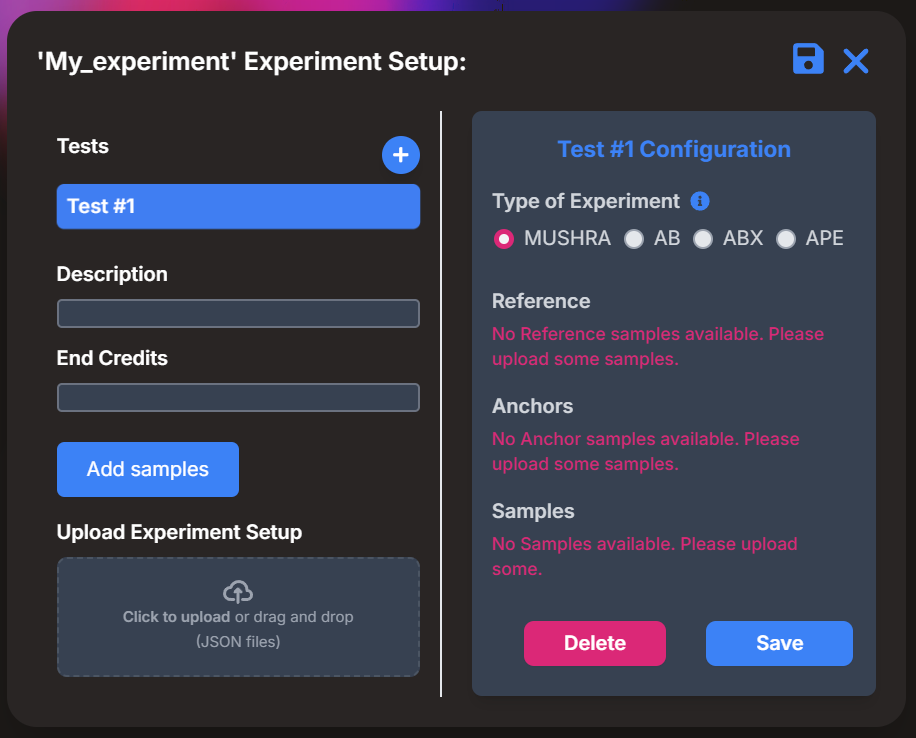 'My_experiment' Experiment Setup:
Tests
+
Test #1
Description
End Credits
Add samples
Upload Experiment Setup
Click to upload or drag and drop
(JSON files)
Test #1 Configuration
Type of Experiment i
MUSHRA AB ABX APE
Reference
No Reference samples available. Please
upload some samples.
Anchors
No Anchor samples available. Please
upload some samples.
Samples
No Samples available. Please upload
some.
Delete Save